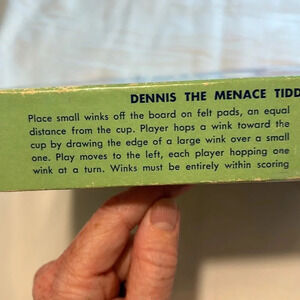 DENNIS THE MENACE TIDD
Place small winks off the board on felt pads, an equal
distance from the cup. Player hops a wink toward the
cup by drawing the edge of a large wink over a small
one. Play moves to the left, each player hopping one
wink at a turn. Winks must be entirely within scoring